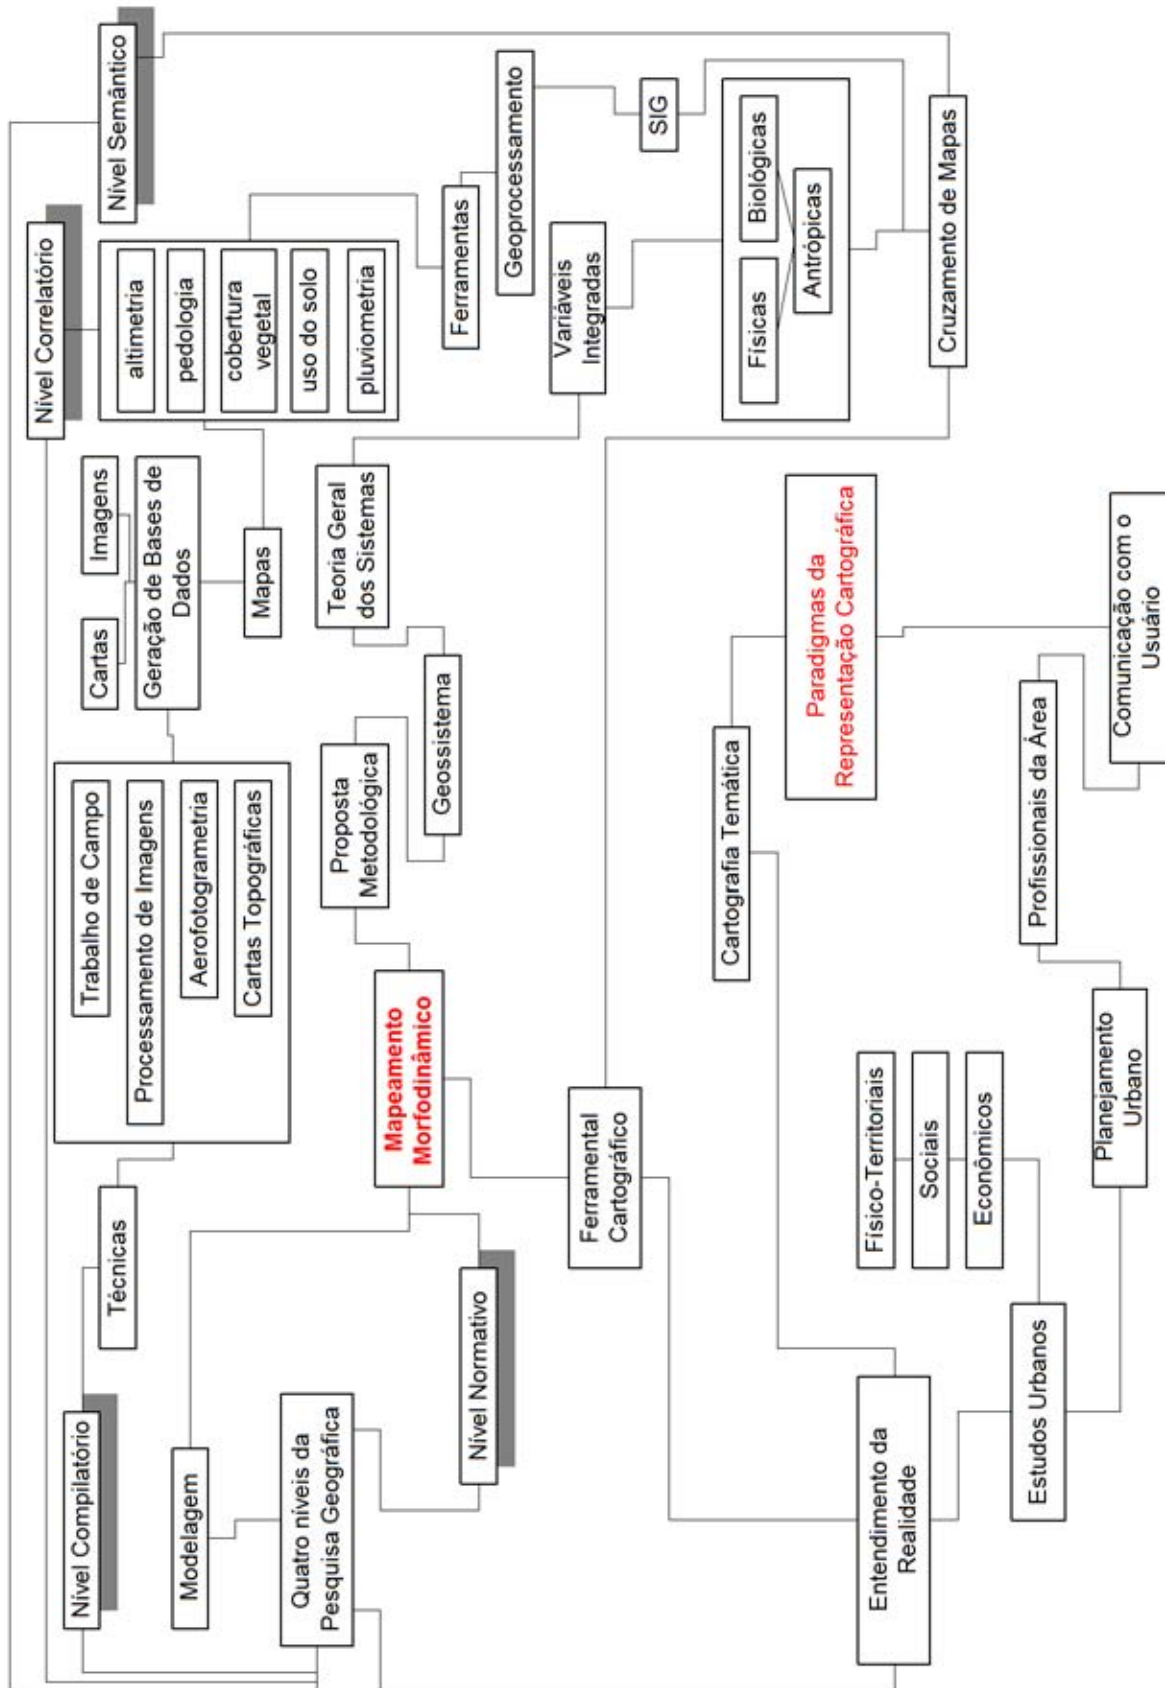 Nível Compilatório
Nível Correlatório
Nível Semântico
Técnicas
Trabalho de Campo
Processamento de Imagens
Aerofotogrametria
Cartas Topográficas
Cartas
Imagens
Geração de Bases de
Dados
Mapas
altimetria
pedologia
cobertura
vegetal
uso do solo
pluviometria
Modelagem
Quatro níveis da
Pesquisa Geográfica
Nível Normativo
Mapeamento
Morfodinâmico
Proposta
Metodológica
Geossistema
Teoria Geral
dos Sistemas
Ferramentas
Geoprocessamento
Variáveis
Integradas
SIG
Ferramental
Cartográfico
Físicas
Biológicas
Antrópicas
Cartografia Temática
Paradigmas da
Representação Cartográfica
Cruzamento de Mapas
Entendimento da
Realidade
Físico-Territoriais
Sociais
Econômicos
Estudos Urbanos
Planejamento
Urbano
Profissionais da Área
Comunicação com o
Usuário